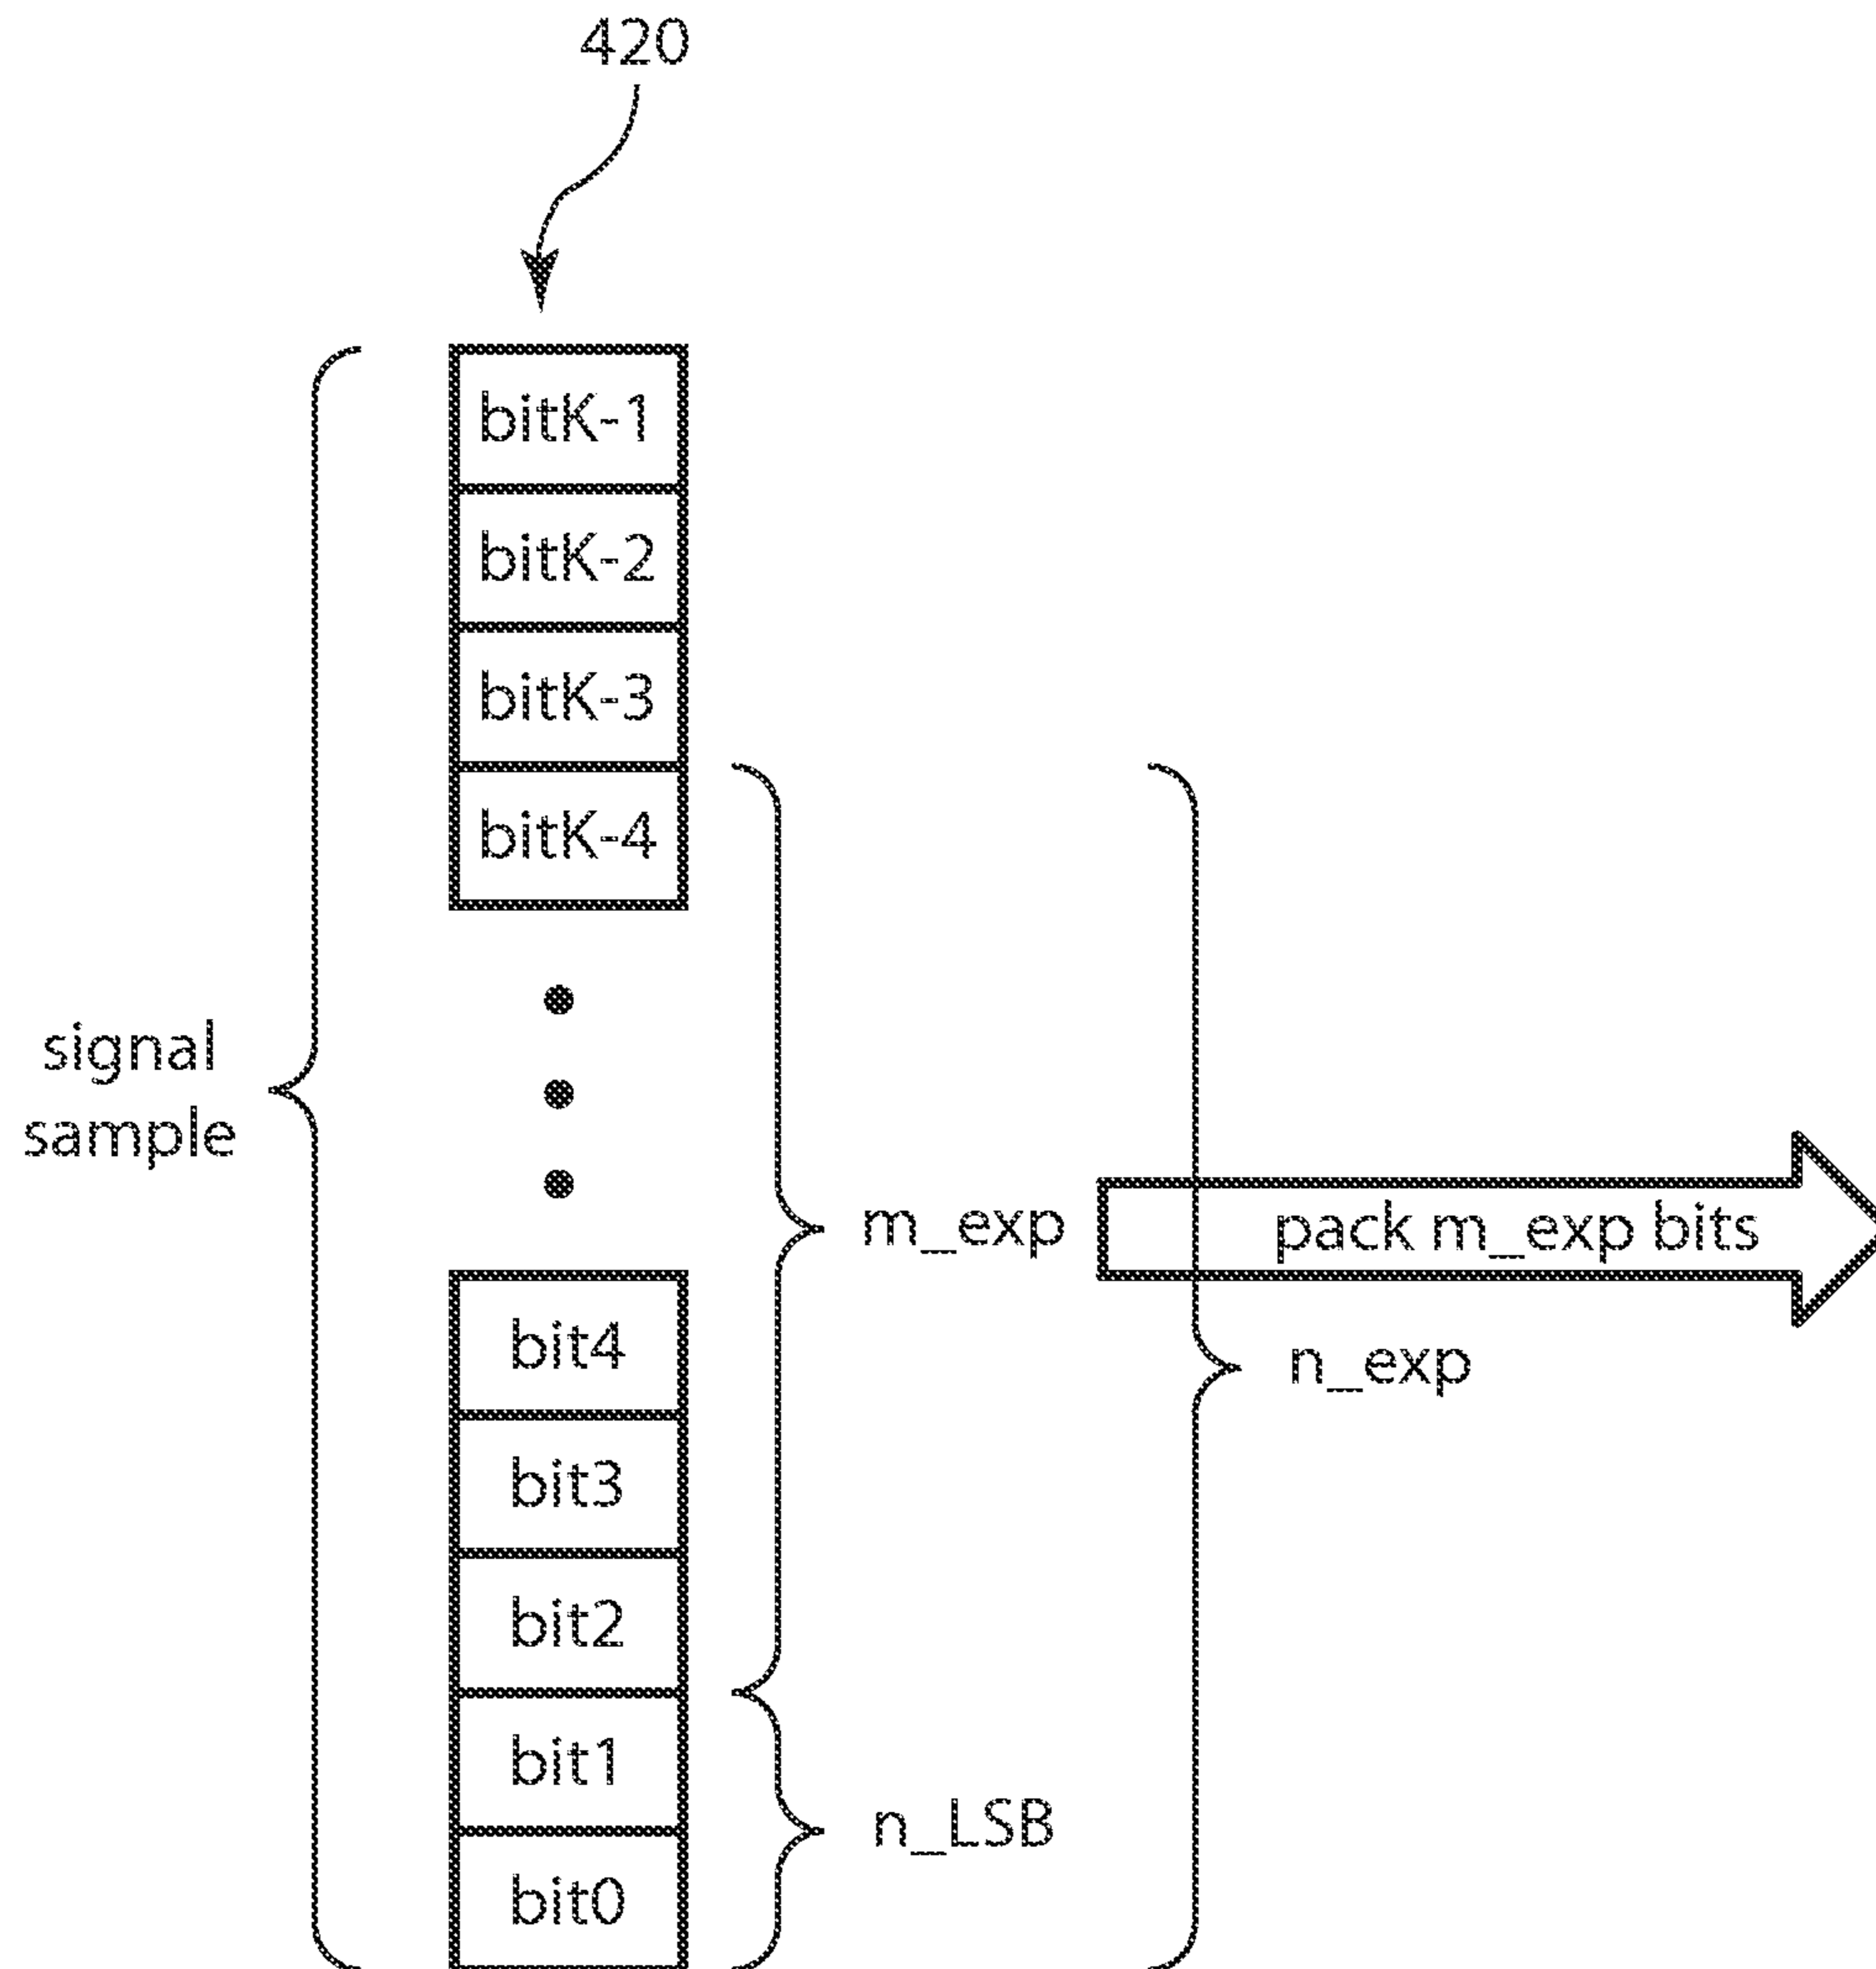 420
bitK-1
bitK-2
bitK-3
bitK-4
signal
sample
m_exp
pack m_exp bits
bit4
n_exp
bit3
bit2
bit1
n_LSB
bit0